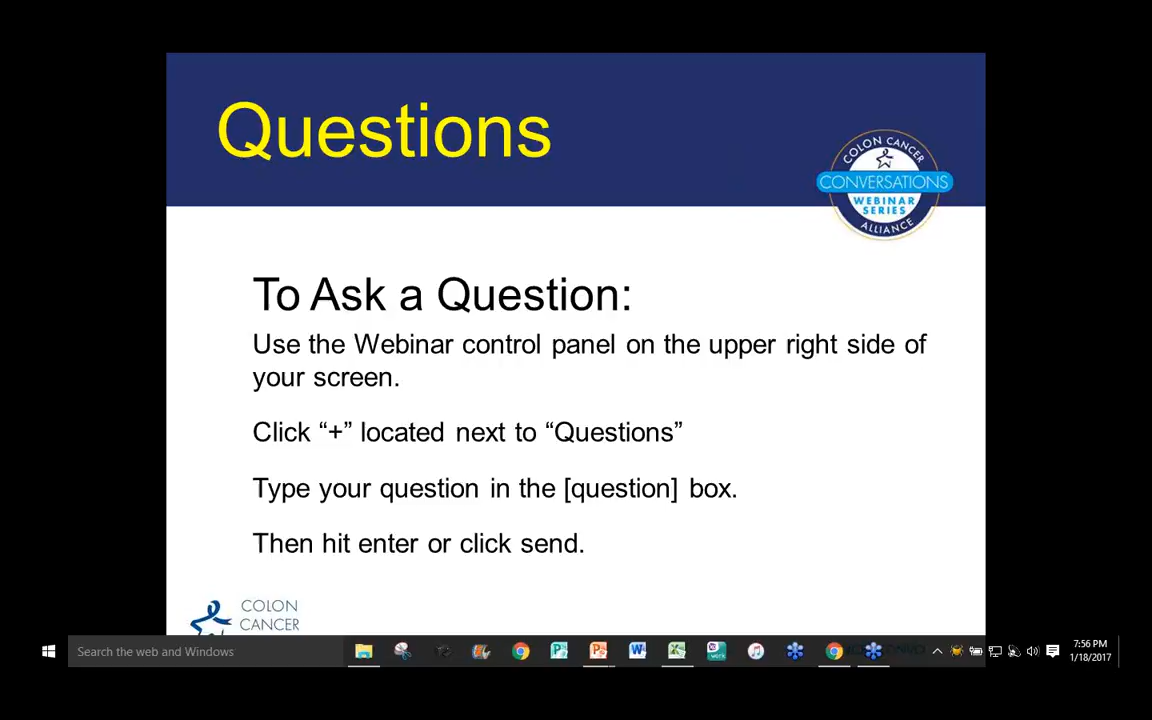 Questions
COLON CANCER
CONVERSATIONS
WEBINAR
SERIES
ALLIANCE
To Ask a Question:
Use the Webinar control panel on the upper right side of
your screen.
Click “+” located next to “Questions”
Type your question in the [question] box.
Then hit enter or click send.
COLON
CANCER
Search the web and Windows
7:56 PM
1/18/2017